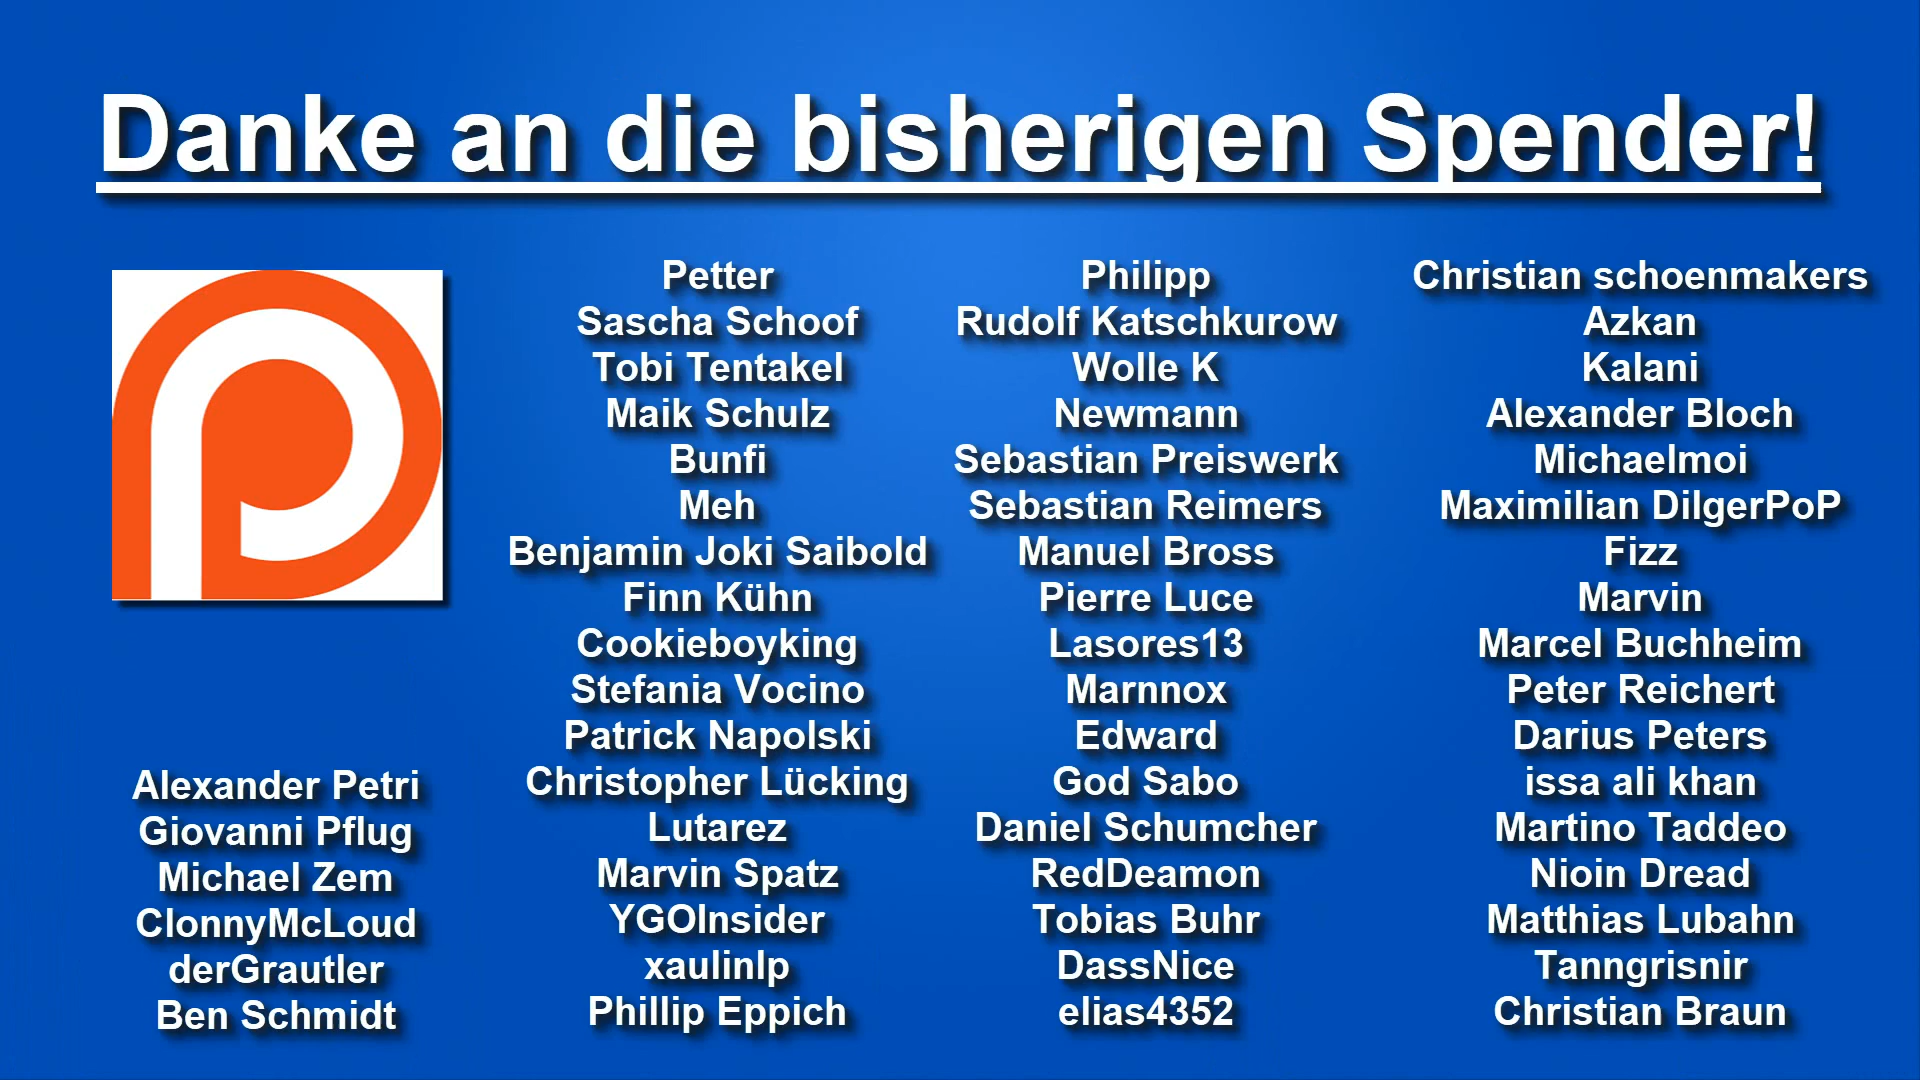 Danke an die bisherigen Spender!
Alexander Petri
Giovanni Pflug
Michael Zem
ClonnyMcLoud
derGrautler
Ben Schmidt
Petter
Sascha Schoof
Tobi Tentakel
Maik Schulz
Bunfi
Meh
Benjamin Joki Saibold
Finn Kühn
Cookieboyking
Stefania Vocino
Patrick Napolski
Christopher Lücking
Lutarez
Marvin Spatz
YGOInsider
xaulinlp
Phillip Eppich
Philipp
Rudolf Katschkurow
Wolle K
Newmann
Sebastian Preiswerk
Sebastian Reimers
Manuel Bross
Pierre Luce
Lasores13
Marnnox
Edward
God Sabo
Daniel Schumcher
RedDeamon
Tobias Buhr
DassNice
elias4352
Christian schoenmakers
Azkan
Kalani
Alexander Bloch
Michaelmoi
Maximilian DilgerPoP
Fizz
Marvin
Marcel Buchheim
Peter Reichert
Darius Peters
issa ali khan
Martino Taddeo
Nioin Dread
Matthias Lubahn
Tanngrisnir
Christian Braun